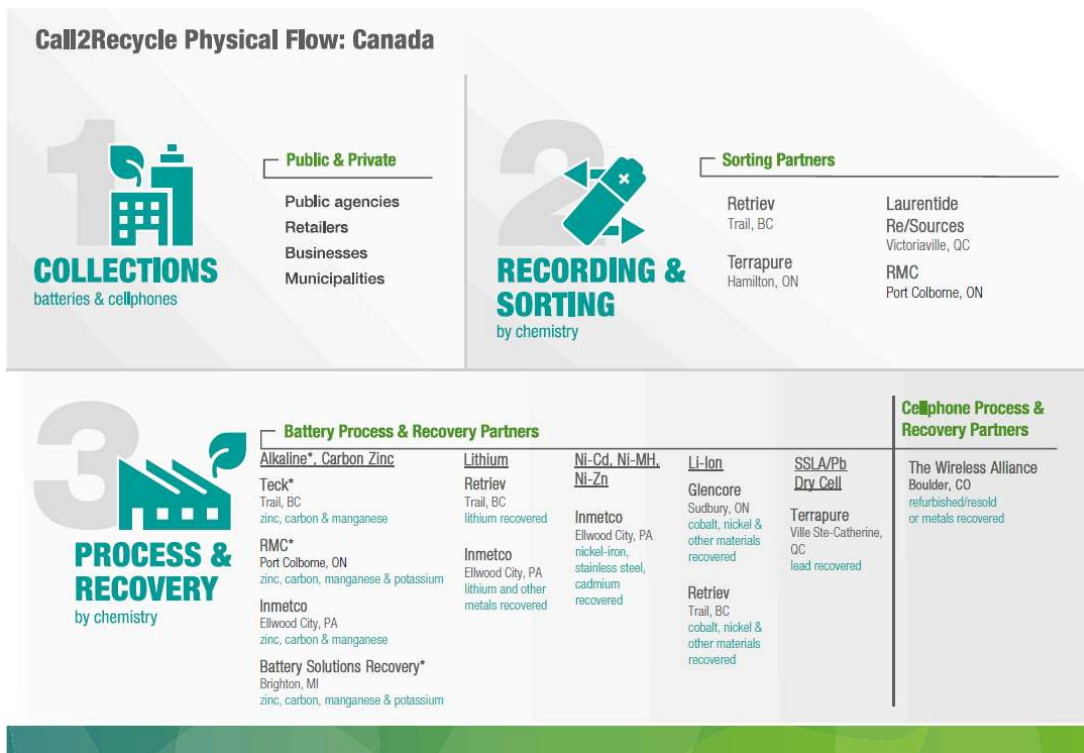 Call2Recycle Physical Flow: Canada
1
COLLECTIONS
batteries & cellphones
Public & Private
Public agencies
Retailers
Businesses
Municipalities
2
RECORDING &
SORTING
by chemistry
Sorting Partners
Retriev
Trail, BC
Terrapure
Hamilton, ON
Laurentide
Re/Sources
Victoriaville, QC
RMC
Port Colborne, ON
3
PROCESS &
RECOVERY
by chemistry
Battery Process & Recovery Partners
Alkaline*, Carbon Zinc
Teck*
Trail, BC
zinc, carbon & manganese
RMC*
Port Colborne, ON
zinc, carbon, manganese & potassium
Inmetco
Ellwood City, PA
zinc, carbon & manganese
Battery Solutions Recovery*
Brighton, MI
zinc, carbon, manganese & potassium
Lithium
Retriev
Trail, BC
lithium recovered
Inmetco
Ellwood City, PA
lithium and other
metals recovered
Ni-Cd, Ni-MH,
Ni-Zn
Inmetco
Ellwood City, PA
nickel-iron,
stainless steel,
cadmium
recovered
Li-Ion
Glencore
Sudbury, ON
cobalt, nickel &
other materials
recovered
Retriev
Trail, BC
cobalt, nickel &
other materials
recovered
SSLA/Pb
Dry Cell
Terrapure
Ville Ste-Catherine,
QC
lead recovered
Cellphone Process &
Recovery Partners
The Wireless Alliance
Boulder, CO
refurbished/resold
or metals recovered